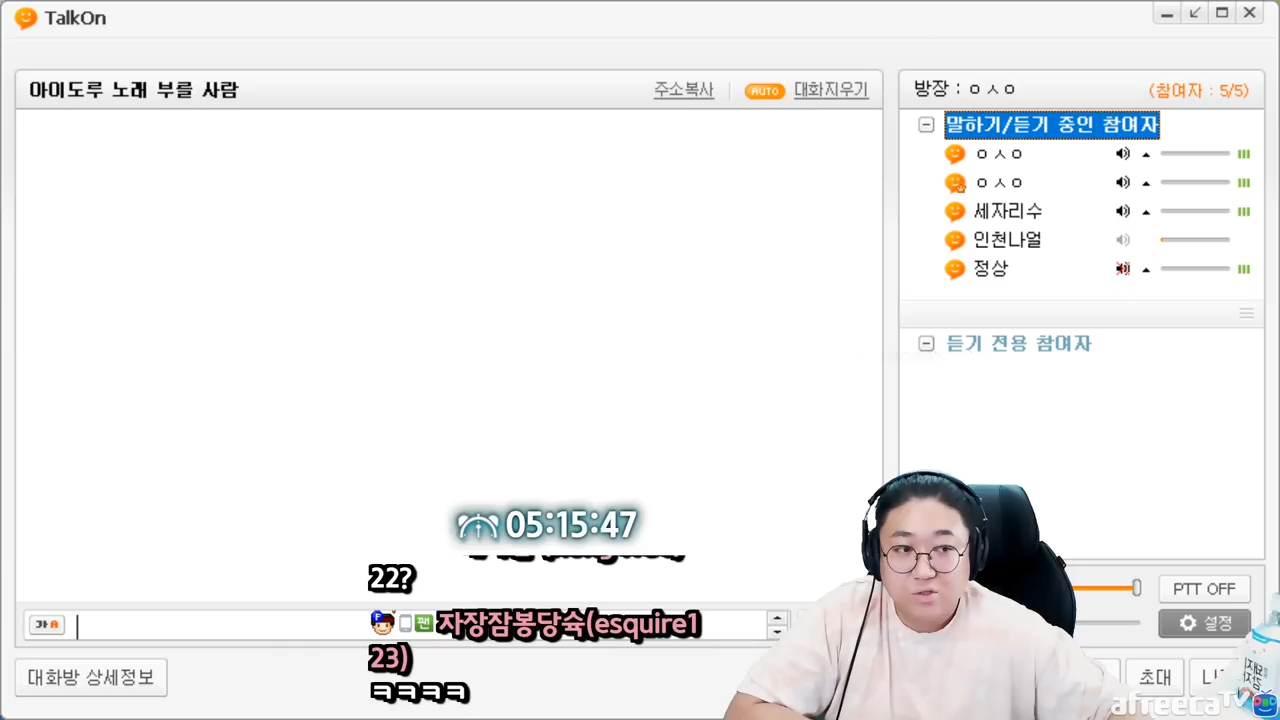 TalkOn
아이도루 노래 부를 사람
주소복사
AUTO 대화지우기
방장 : ㅇㅅㅇ
(참여자 : 5/5)
말하기/듣기 중인 참여자
ㅇㅅㅇ
ㅇㅅㅇ
세자리수
인천나얼
정상
듣기 전용 참여자
05:15:47
22?
팬 자장잠봉당슉(esquire1
23)
ㅋㅋㅋㅋ
가A
PTT OFF
설정
대화방 상세정보
초대
afreecaTV